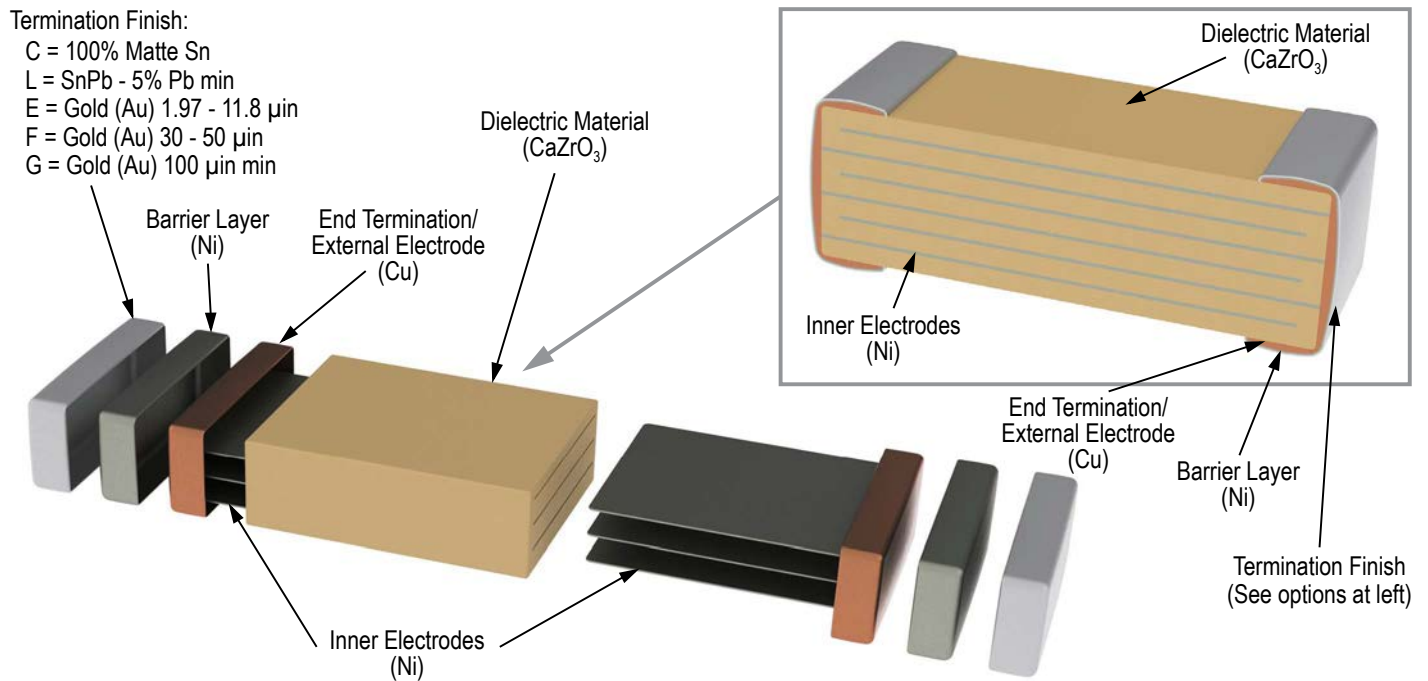 Termination Finish:
C = 100% Matte Sn
L = SnPb - 5% Pb min
E = Gold (Au) 1.97 - 11.8 µin
F = Gold (Au) 30 - 50 µin
G = Gold (Au) 100 µin min
Barrier Layer
(Ni)
End Termination/
External Electrode
(Cu)
Dielectric Material
(CaZrO₃)
Inner Electrodes
(Ni)
Dielectric Material
(CaZrO₃)
Inner Electrodes
(Ni)
End Termination/
External Electrode
(Cu)
Barrier Layer
(Ni)
Termination Finish
(See options at left)